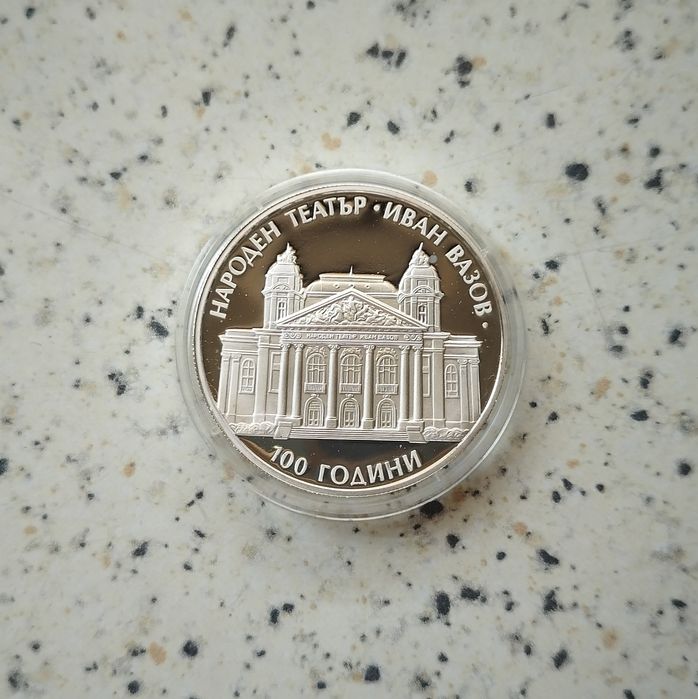 НАРОДЕН ТЕАТЪР · ИВАН ВАЗОВ ·
НАРОДЕН ТЕАТЪР ИВАН ВАЗОВ
100 ГОДИНИ